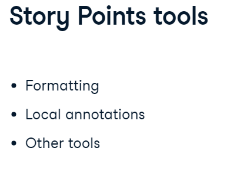 Story Points tools
• Formatting
• Local annotations
• Other tools